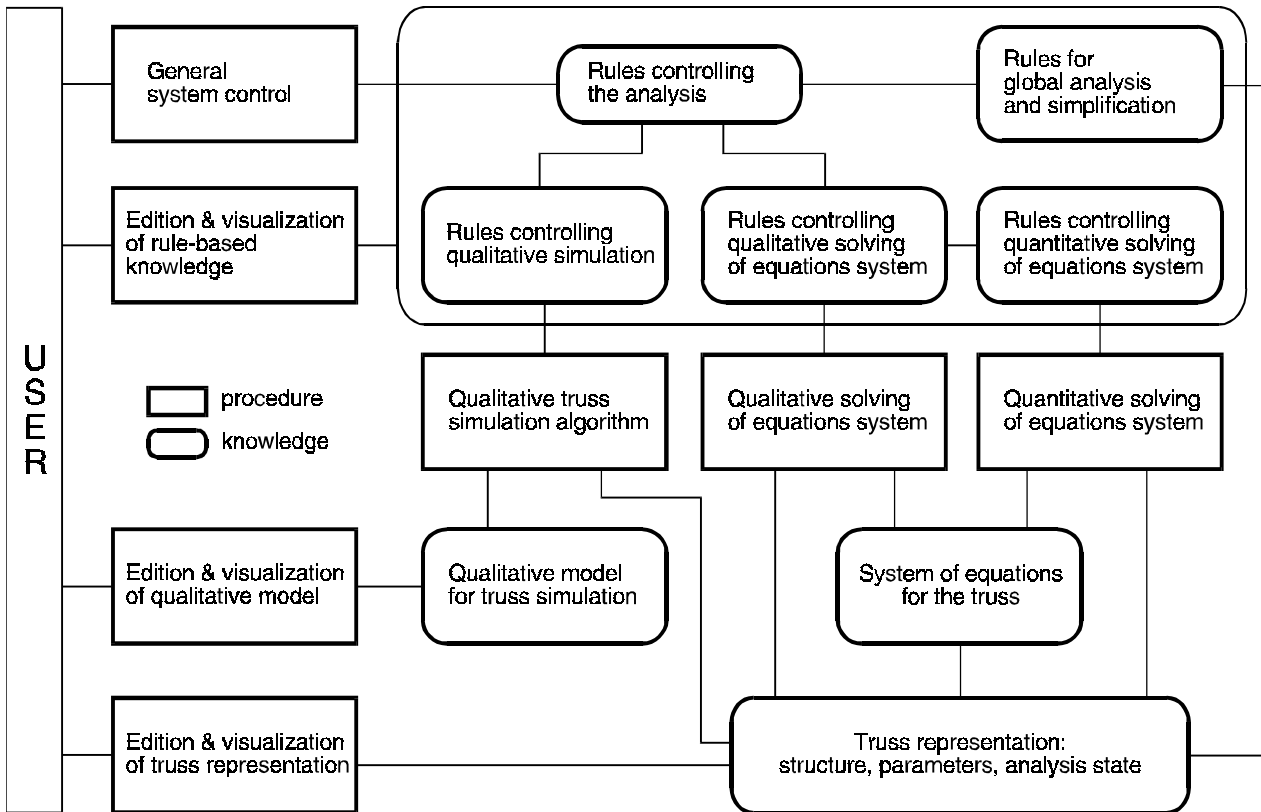 General
system control
Rules controlling
the analysis
Rules for
global analysis
and simplification
Edition & visualization
of rule-based
knowledge
Rules controlling
qualitative simulation
Rules controlling
qualitative solving
of equations system
Rules controlling
quantitative solving
of equations system
USER
procedure
knowledge
Qualitative truss
simulation algorithm
Qualitative solving
of equations system
Quantitative solving
of equations system
Edition & visualization
of qualitative model
Qualitative model
for truss simulation
System of equations
for the truss
Edition & visualization
of truss representation
Truss representation:
structure, parameters, analysis state